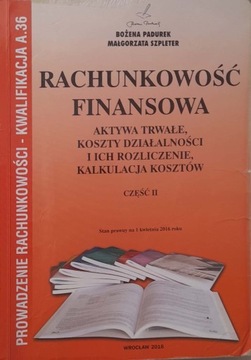 BOŻENA PADUREK
MAŁGORZATA SZPLETER
RACHUNKOWOŚĆ
FINANSOWA
AKTYWA TRWAŁE,
KOSZTY DZIAŁALNOŚCI
I ICH ROZLICZENIE,
KALKULACJA KOSZTÓW
CZĘŚĆ II
Stan prawny na 1 kwietnia 2016 roku
WROCŁAW 2016
PROWADZENIE RACHUNKOWOŚCI - KWALIFIKACJA A.36